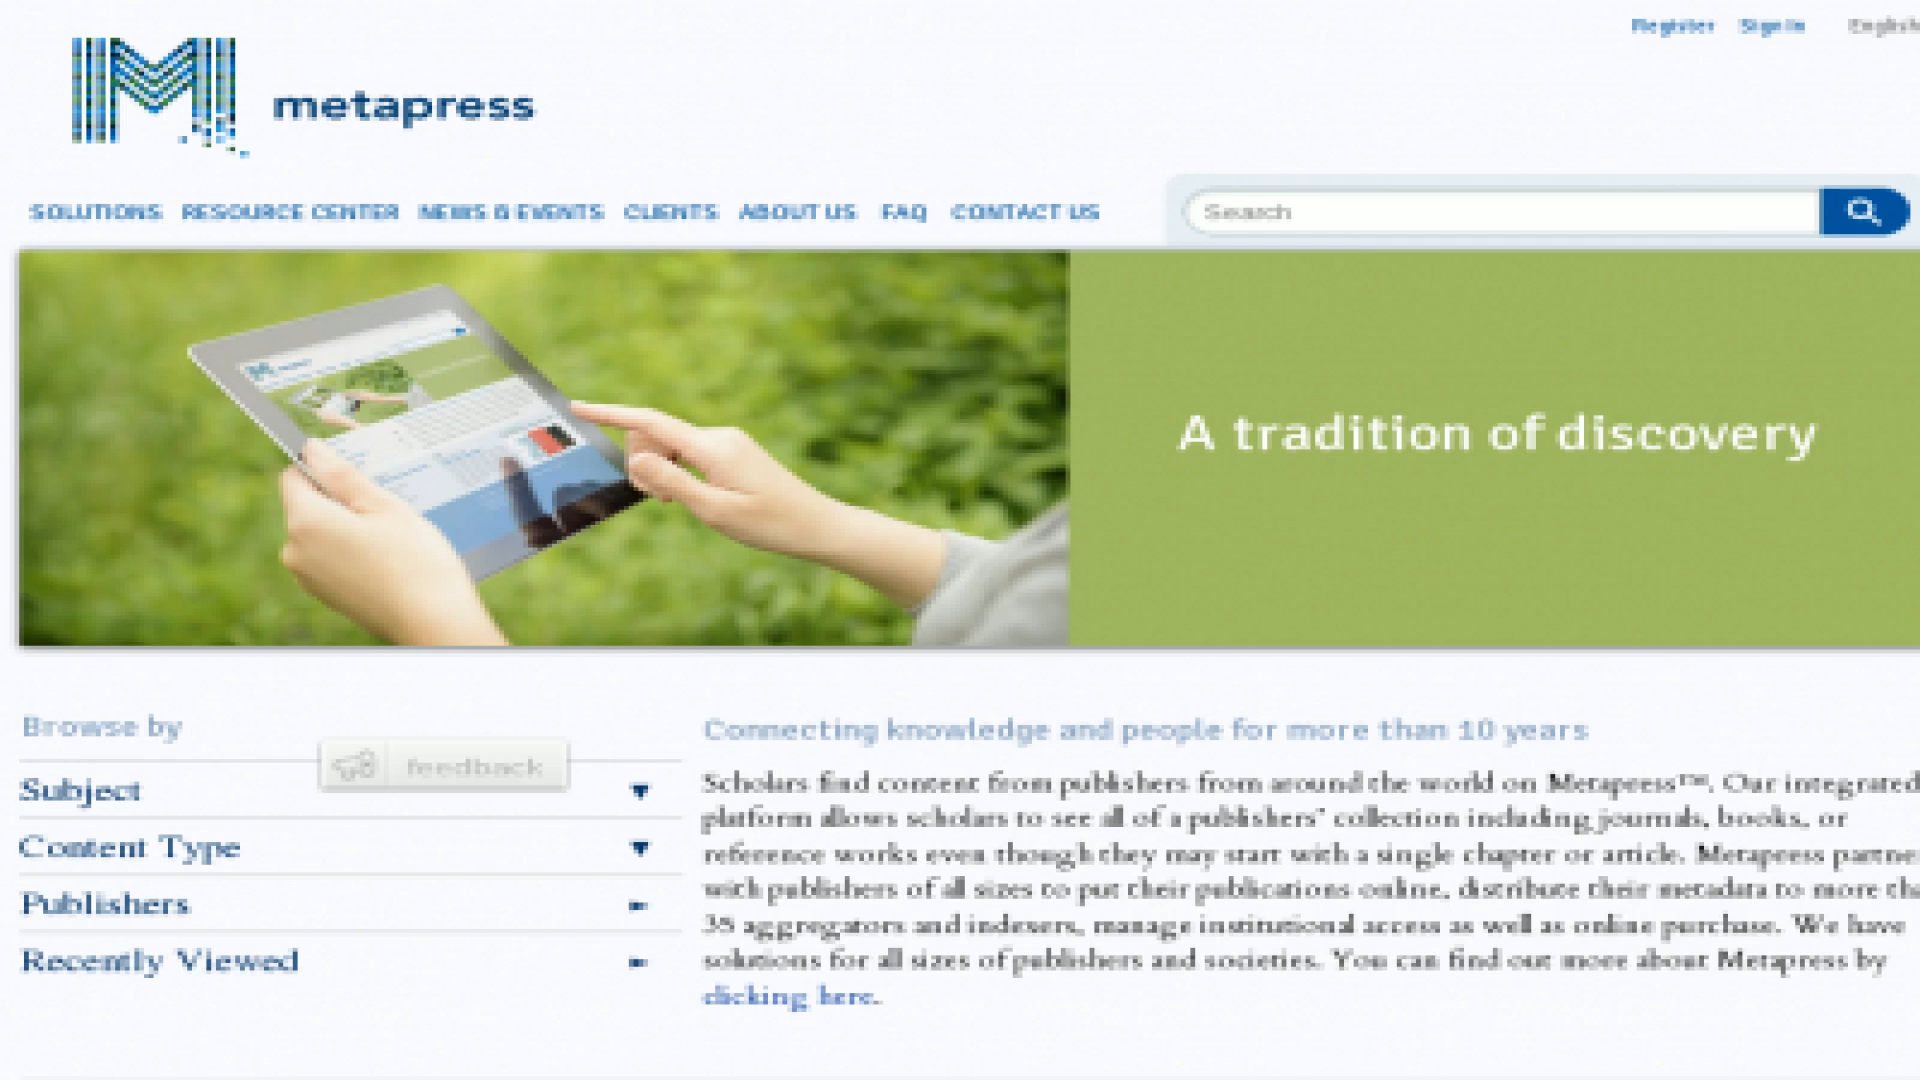 Register Sign In English
metapress
SOLUTIONS RESOURCE CENTER NEWS & EVENTS CLIENTS ABOUT US FAQ CONTACT US
Search
A tradition of discovery
Browse by
feedback
Subject
Content Type
Publishers
Recently Viewed
Connecting knowledge and people for more than 10 years
Scholars find content from publishers from around the world on Metapress™. Our integrated
platform allows scholars to see all of a publishers' collection including journals, books, or
reference works even though they may start with a single chapter or article. Metapress partne
with publishers of all sizes to put their publications online, distribute their metadata to more tha
aggregators and indexers, manage institutional access as well as online purchase. We have
solutions for all sizes of publishers and societies. You can find out more about Metapress by
clicking here.